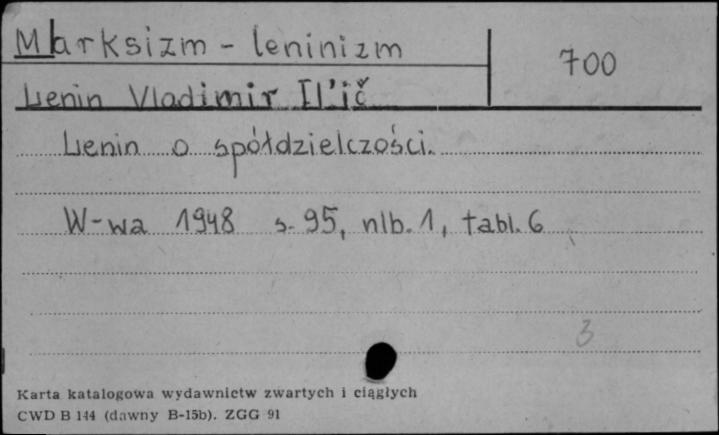 Marksizm - leninizm
700
Lenin Vladimir Il'ič
Lenin o spółdzielczości.
W-wa 1948 s. 95, nlb. 1, tabl. 6
3
Karta katalogowa wydawnictw zwartych i ciągłych
CWD B 144 (dawny B-15b). ZGG 91